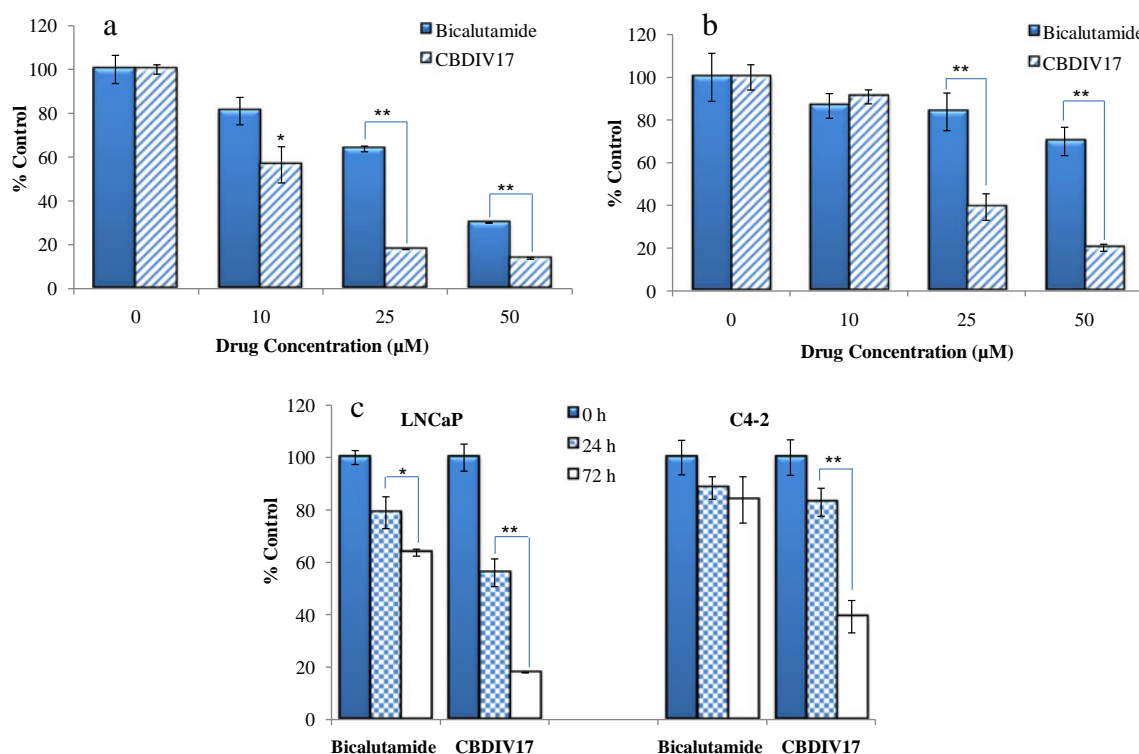 a
Bicalutamide
CBDIV17
120
100
80
60
40
20
0
% Control
*
**
**
0 10 25 50
Drug Concentration (µM)
b
Bicalutamide
CBDIV17
120
100
80
60
40
20
0
% Control
**
**
0 10 25 50
Drug Concentration (µM)
c
LNCaP
C4-2
0 h
24 h
72 h
120
100
80
60
40
20
0
% Control
*
**
**
Bicalutamide CBDIV17 Bicalutamide CBDIV17